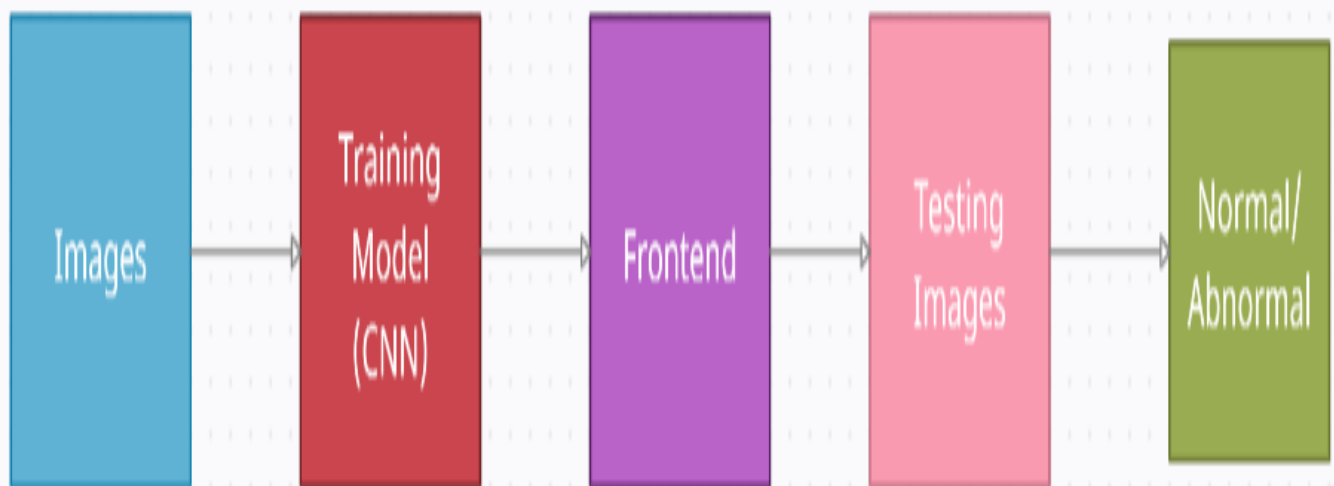 Images
Training
Model
(CNN)
Frontend
Testing
Images
Normal/
Abnormal